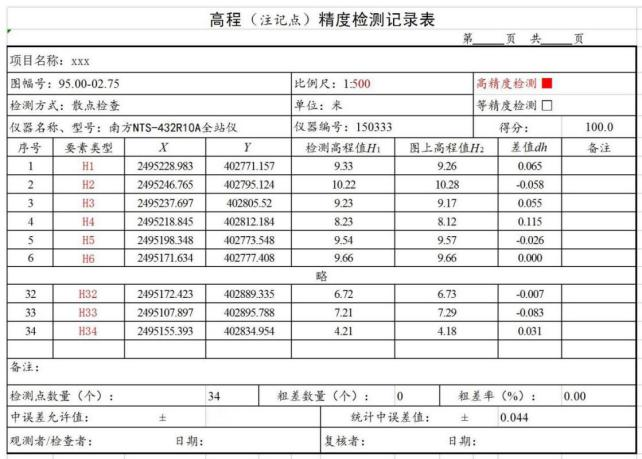 高程（注记点）精度检测记录表
第 页 共 页
项目名称：xxx
图幅号：95.00-02.75 比例尺：1:500 高精度检测 ■
检测方式：散点检查 单位：米 等精度检测 □
仪器名称、型号：南方NTS-432R10A全站仪 仪器编号：150333 得分： 100.0
序号 要素类型 X Y 检测高程值H1 图上高程值H2 差值dh 备注
1 H1 2495228.983 402771.157 9.33 9.26 0.065
2 H2 2495246.765 402795.124 10.22 10.28 -0.058
3 H3 2495237.697 402805.52 9.23 9.17 0.055
4 H4 2495218.845 402812.184 8.23 8.12 0.115
5 H5 2495198.348 402773.548 9.54 9.57 -0.026
6 H6 2495171.634 402777.408 9.66 9.66 0.000
略
32 H32 2495172.423 402889.335 6.72 6.73 -0.007
33 H33 2495107.897 402895.788 7.21 7.29 -0.083
34 H34 2495155.393 402834.954 4.21 4.18 0.031
备注：
检测点数量（个）： 34 粗差数量（个）： 0 粗差率（%）： 0.00
中误差允许值： ± 统计中误差值： ± 0.044
观测者/检查者： 日期： 复核者： 日期：